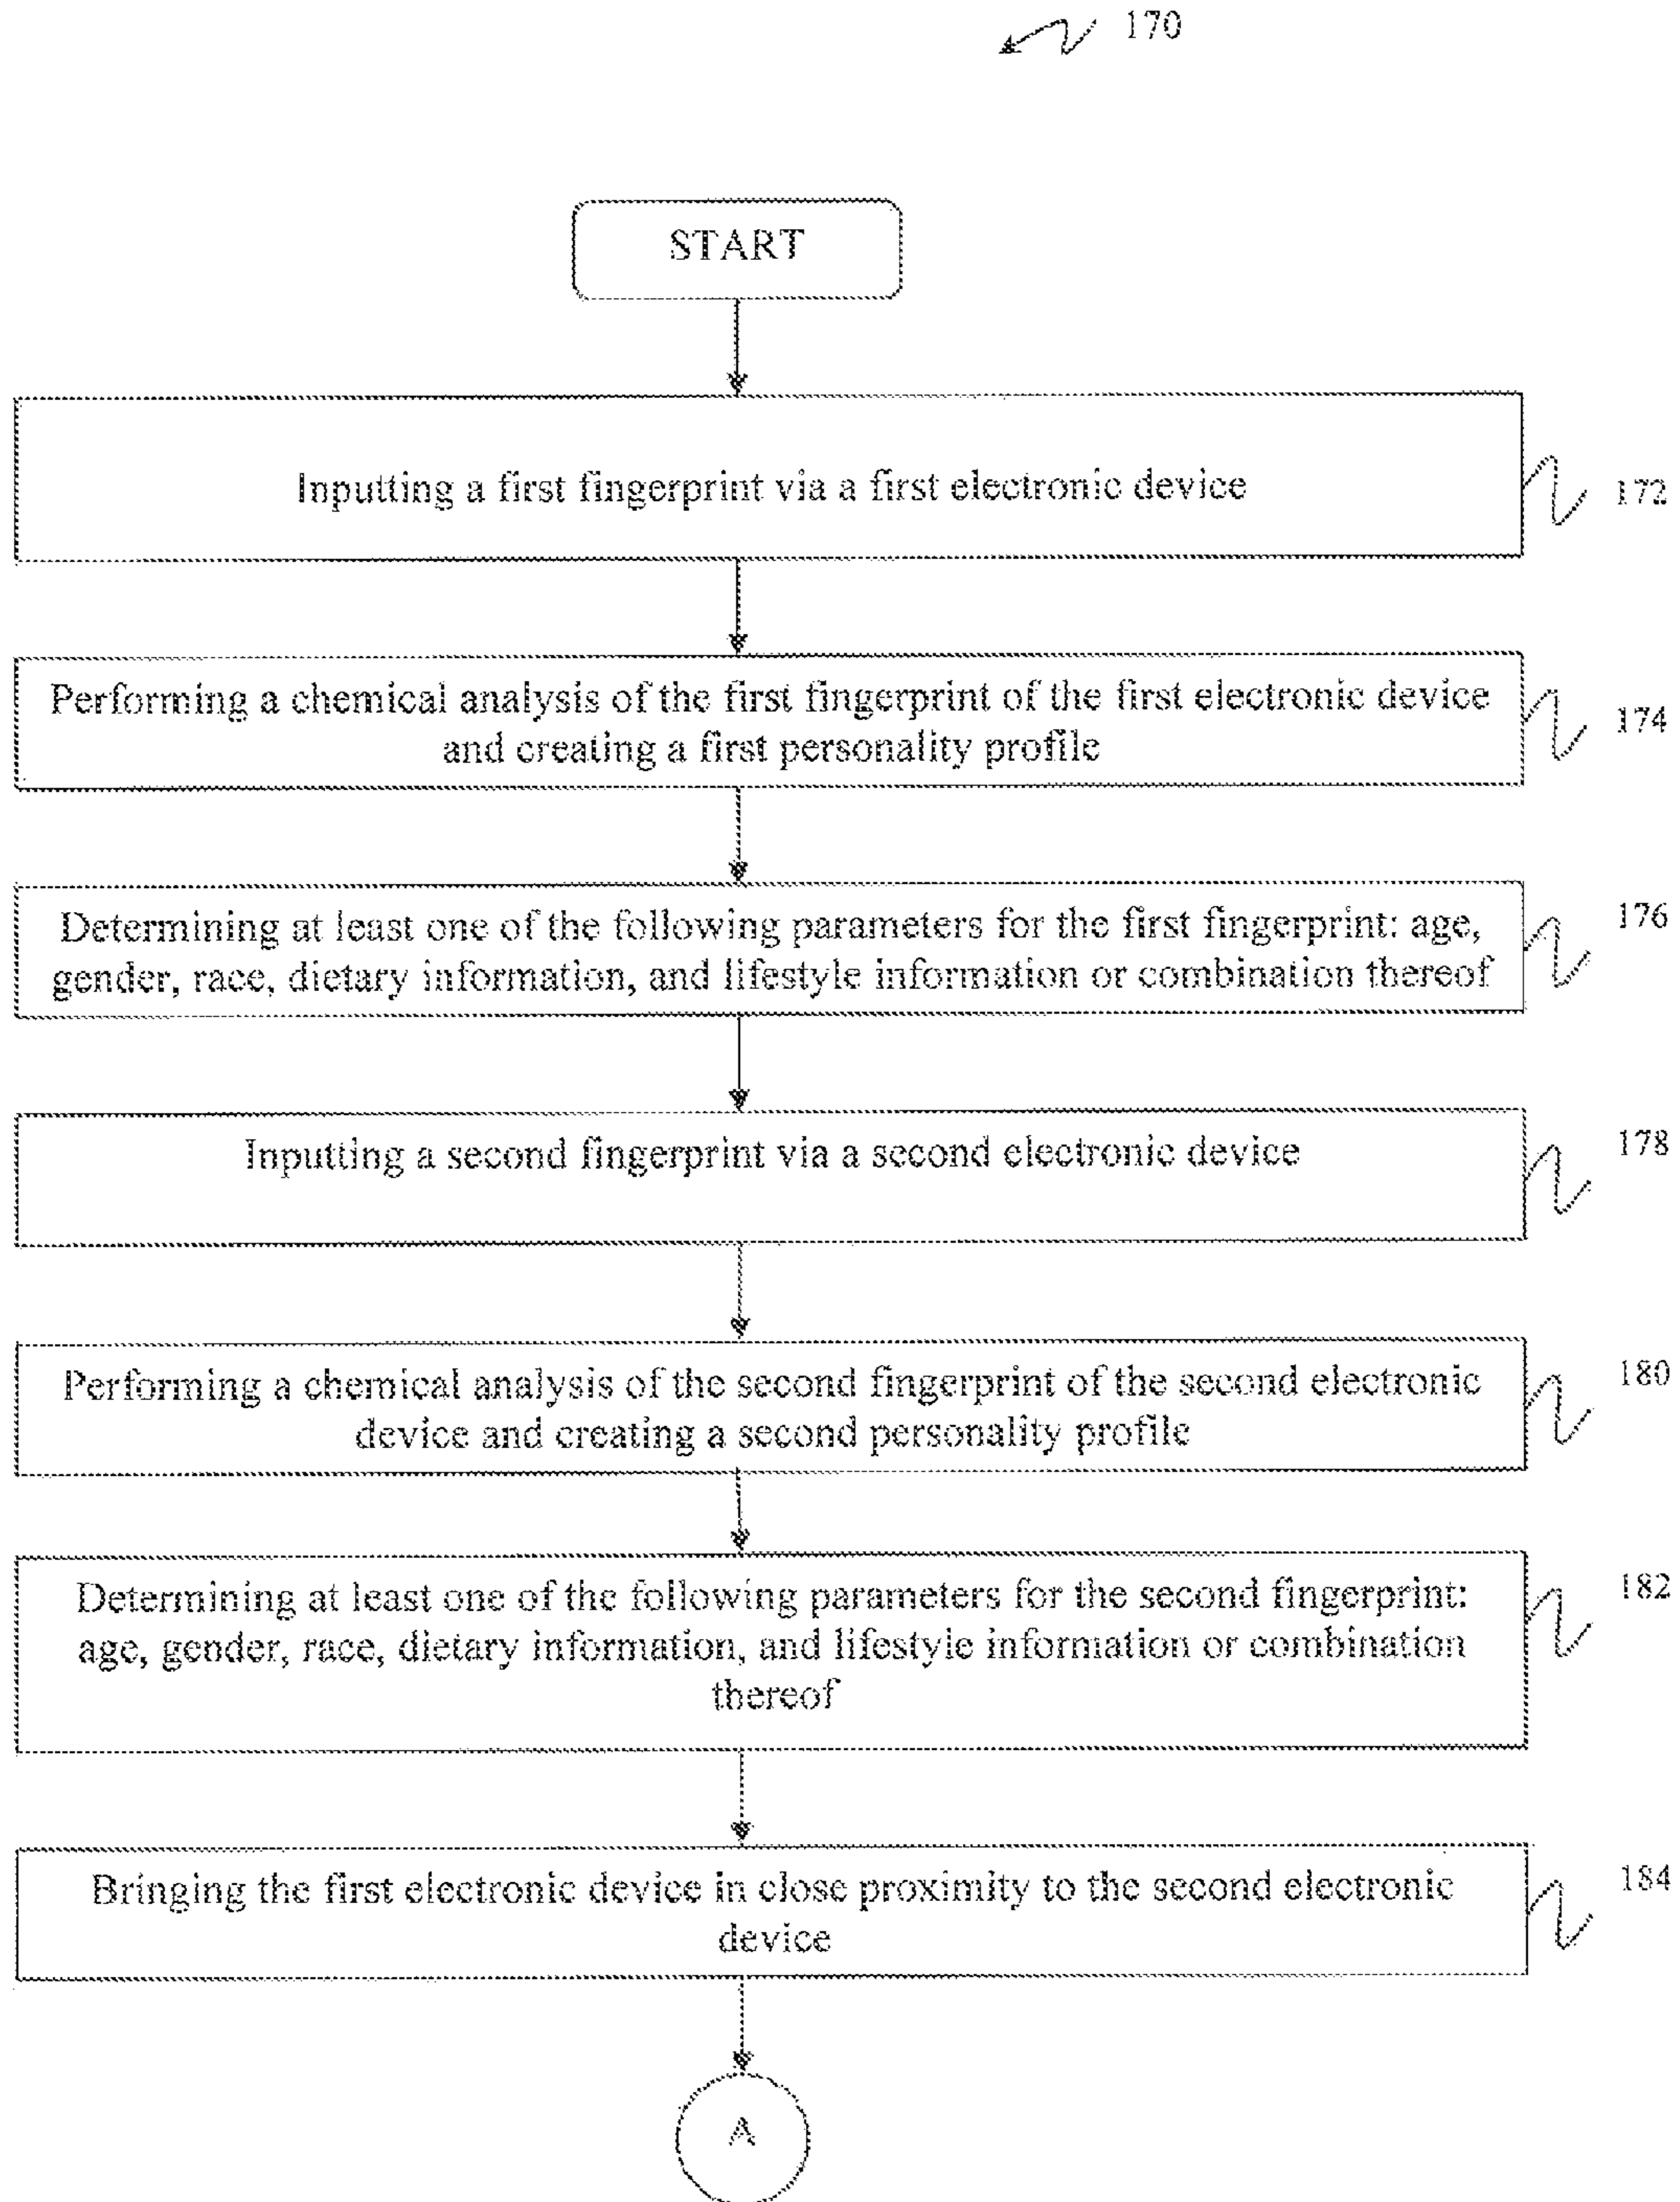 170
START
Inputting a first fingerprint via a first electronic device
172
Performing a chemical analysis of the first fingerprint of the first electronic device
and creating a first personality profile
174
Determining at least one of the following parameters for the first fingerprint: age,
gender, race, dietary information, and lifestyle information or combination thereof
176
Inputting a second fingerprint via a second electronic device
178
Performing a chemical analysis of the second fingerprint of the second electronic
device and creating a second personality profile
180
Determining at least one of the following parameters for the second fingerprint:
age, gender, race, dietary information, and lifestyle information or combination
thereof
182
Bringing the first electronic device in close proximity to the second electronic
device
184
A